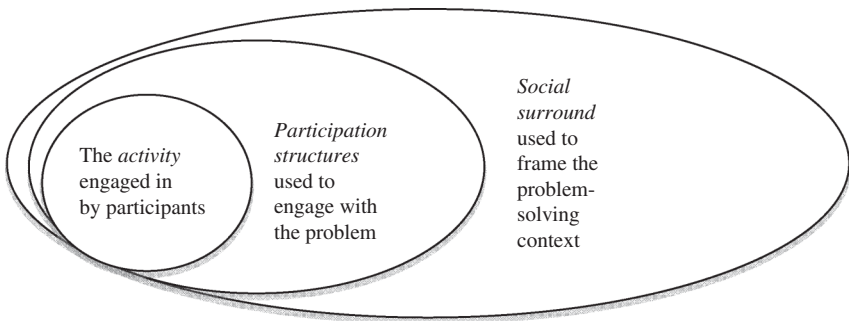 The activity
engaged in
by participants
Participation
structures
used to
engage with
the problem
Social
surround
used to
frame the
problem-
solving
context